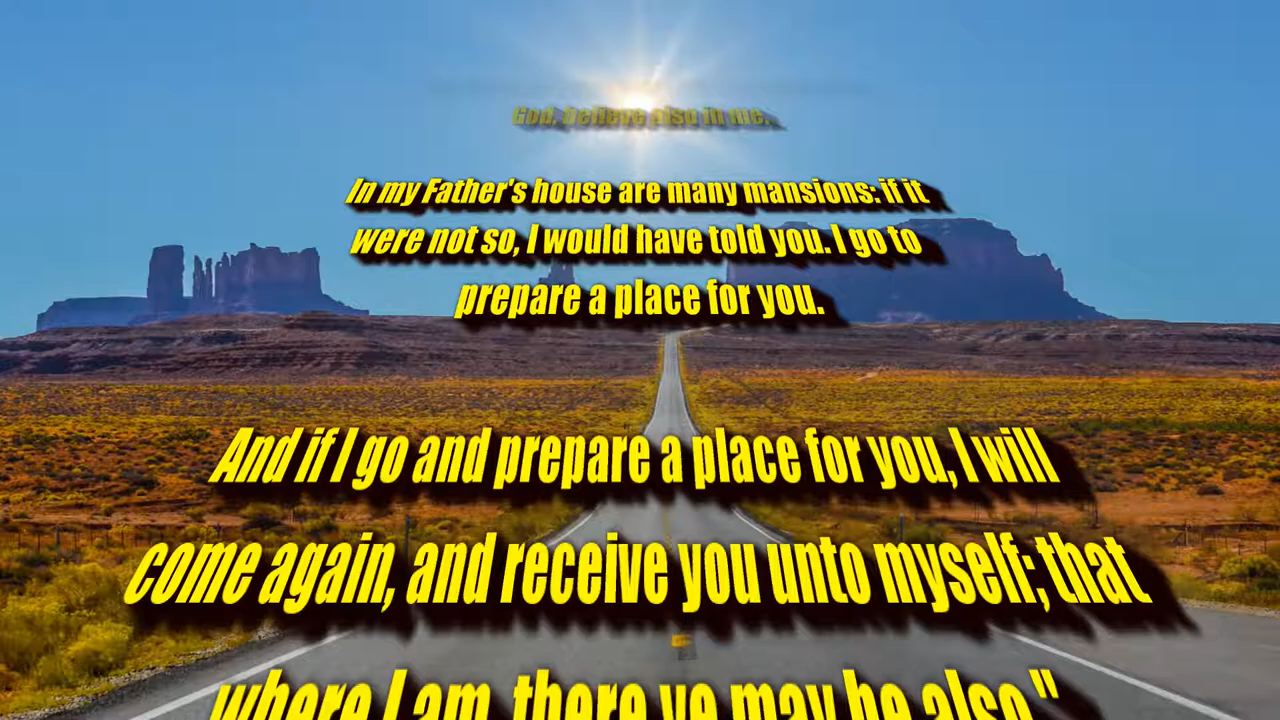 God, believe also in me.
In my Father's house are many mansions: if it
were not so, I would have told you. I go to
prepare a place for you.
And if I go and prepare a place for you, I will
come again, and receive you unto myself; that
where I am, there ye may be also."